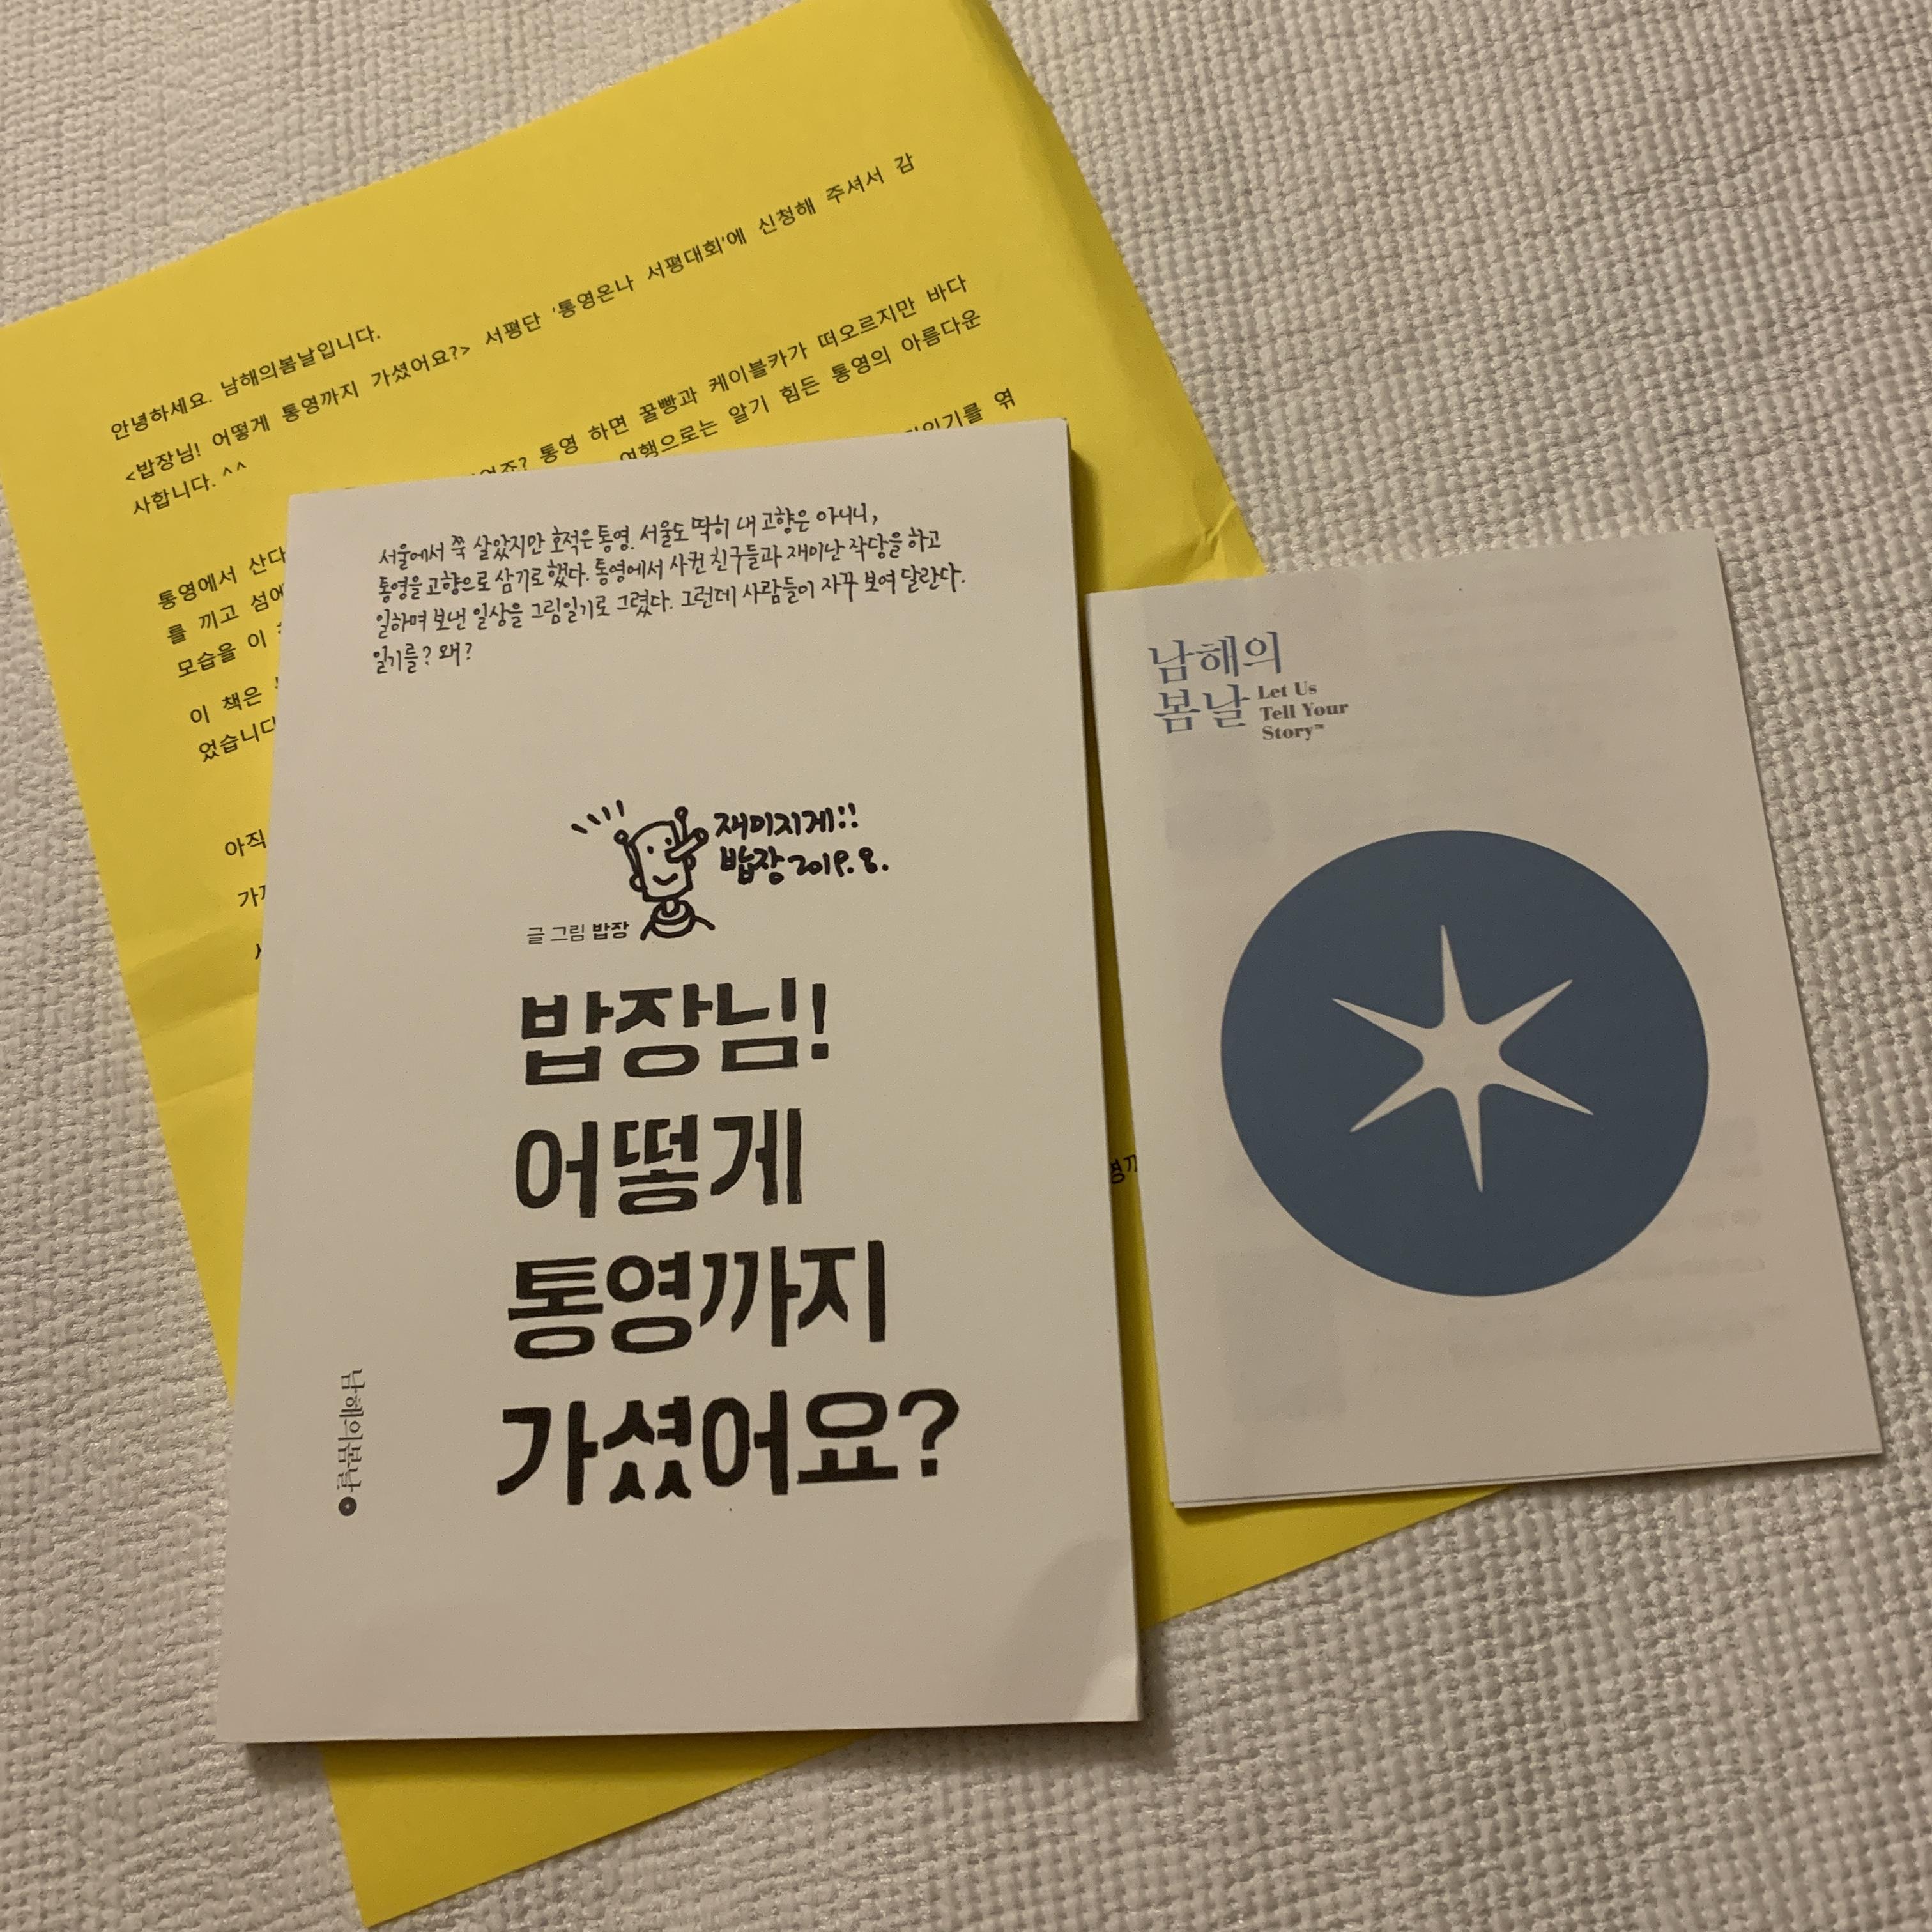 안녕하세요. 남해의봄날입니다.
<밥장님! 어떻게 통영까지 가셨어요?> 서평단 '통영온나 서평대회'에 신청해 주셔서 감
사합니다. ^^
통영에서 산다
통영 하면 꿀빵과 케이블카가 떠오르지만 바다
를 끼고 섬에
여행으로는 알기 힘든 통영의 아름다운
모습을 이
이 책은
를 엮
었습니다
아직
서울에서 쭉 살았지만 호적은 통영. 서울도 딱히 내 고향은 아니니,
통영을 고향으로 삼기로 했다. 통영에서 사귄 친구들과 재미난 작당을 하고
일하며 보낸 일상을 그림일기로 그렸다. 그런데 사람들이 자꾸 보여 달란다.
일기를? 왜?
재미지게!!
밥장 2019. 8.
글 그림 밥장
밥장님!
어떻게
통영까지
가셨어요?
남해의봄날
남해의
봄날 Let Us
Tell Your
Story™